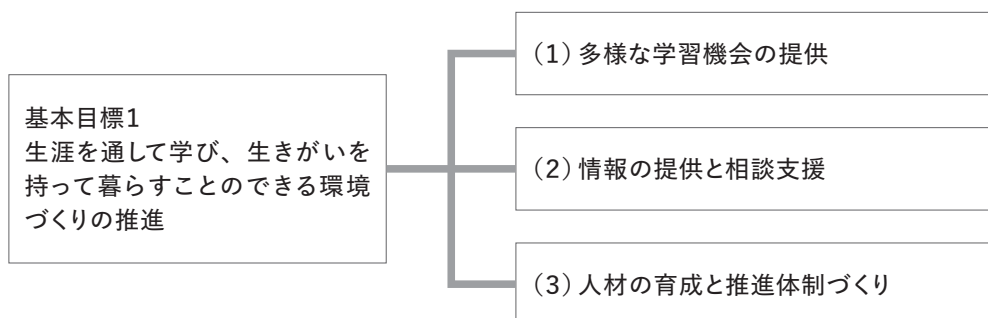 基本目標1
生涯を通して学び、生きがいを
持って暮らすことのできる環境
づくりの推進
（1）多様な学習機会の提供
（2）情報の提供と相談支援
（3）人材の育成と推進体制づくり